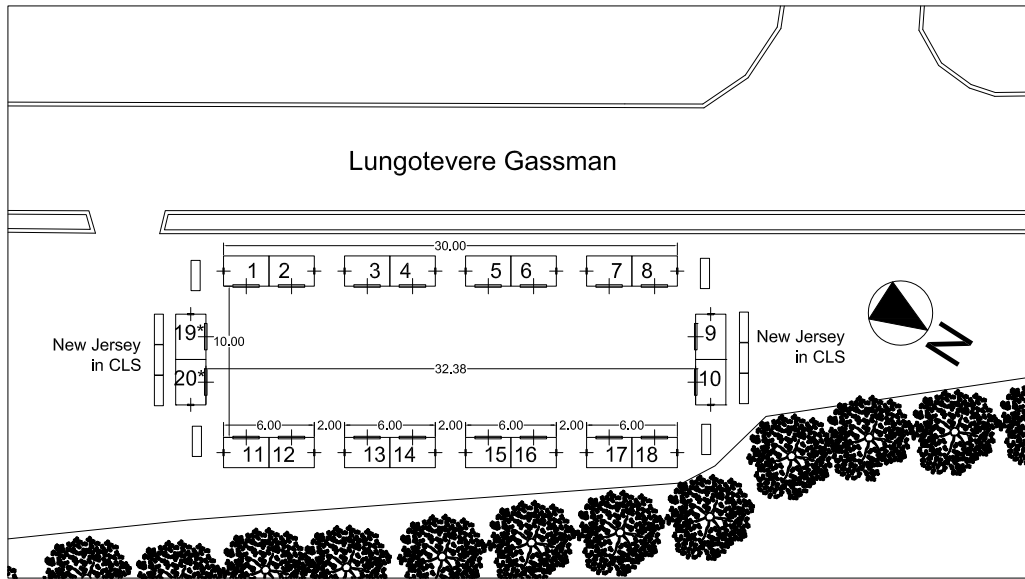 Lungotevere Gassman
30.00
1 2 3 4 5 6 7 8
New Jersey
in CLS
19*
20*
10.00
32.38
9
10
New Jersey
in CLS
N
6.00 2.00 6.00 2.00 6.00 2.00 6.00
11 12 13 14 15 16 17 18